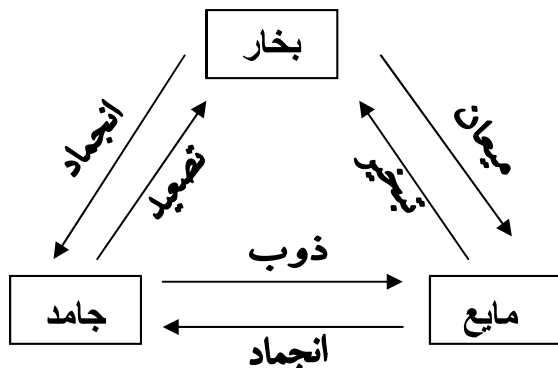 بخار
انجماد
تصعيد
تبخير
ميعان
ذوب
جامد
مايع
انجماد